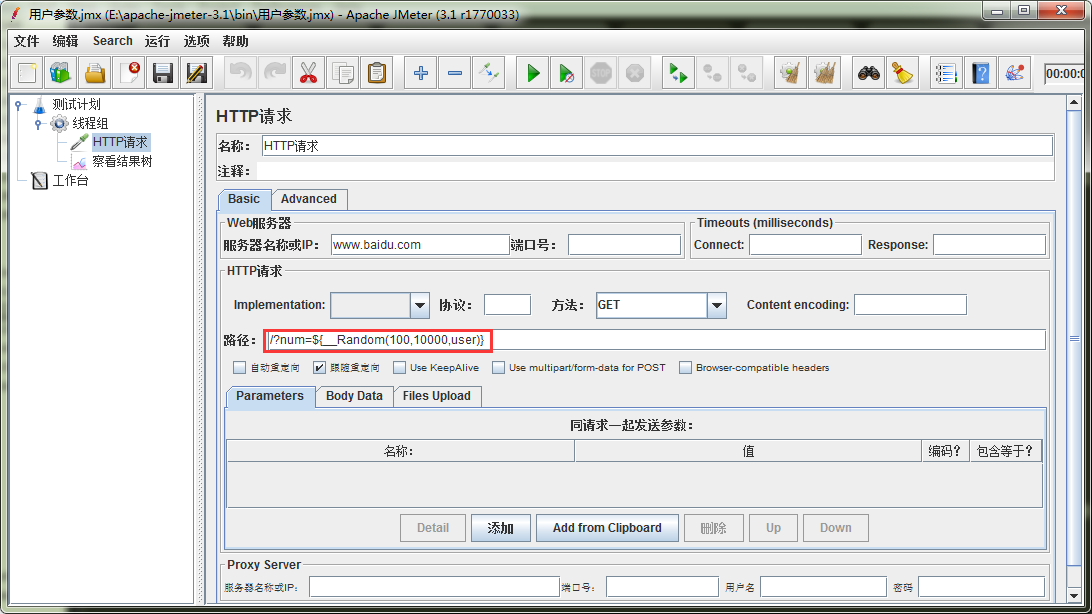 用户参数.jmx (E:\apache-jmeter-3.1\bin\用户参数.jmx) - Apache JMeter (3.1 r1770033)
文件 编辑 Search 运行 选项 帮助
STOP 00:00:0
测试计划
线程组
HTTP请求
察看结果树
工作台
HTTP请求
名称： HTTP请求
注释：
Basic Advanced
Web服务器 Timeouts (milliseconds)
服务器名称或IP： www.baidu.com 端口号： Connect: Response:
HTTP请求
Implementation: 协议： 方法： GET Content encoding:
路径： /?num=${__Random(100,10000,user)}
自动重定向 跟随重定向 Use KeepAlive Use multipart/form-data for POST Browser-compatible headers
Parameters Body Data Files Upload
同请求一起发送参数：
名称： 值 编码？ 包含等于？
Detail 添加 Add from Clipboard 删除 Up Down
Proxy Server
服务器名称或IP： 端口号： 用户名 密码